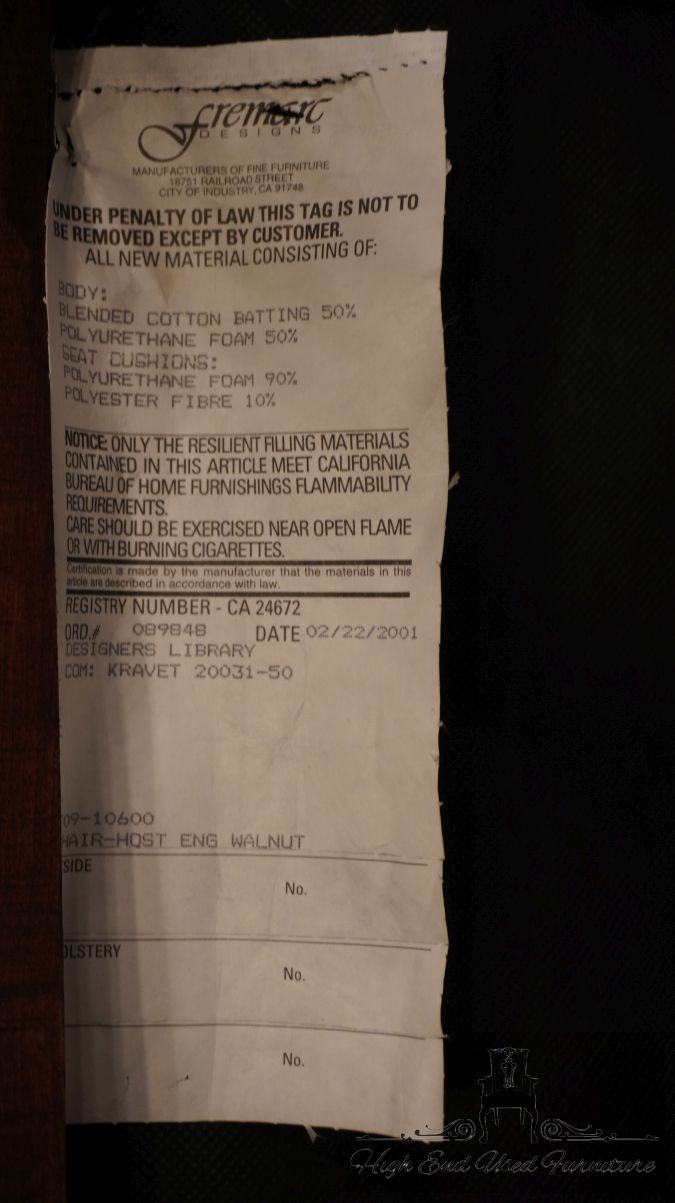 fremarc
DESIGNS
MANUFACTURERS OF FINE FURNITURE
18751 RAILROAD STREET
CITY OF INDUSTRY, CA 91748
UNDER PENALTY OF LAW THIS TAG IS NOT TO
BE REMOVED EXCEPT BY CUSTOMER.
ALL NEW MATERIAL CONSISTING OF:
BODY:
BLENDED COTTON BATTING 50%
POLYURETHANE FOAM 50%
SEAT CUSHIONS:
POLYURETHANE FOAM 90%
POLYESTER FIBRE 10%
NOTICE: ONLY THE RESILIENT FILLING MATERIALS
CONTAINED IN THIS ARTICLE MEET CALIFORNIA
BUREAU OF HOME FURNISHINGS FLAMMABILITY
REQUIREMENTS.
CARE SHOULD BE EXERCISED NEAR OPEN FLAME
OR WITH BURNING CIGARETTES.
Certification is made by the manufacturer that the materials in this
article are described in accordance with law.
REGISTRY NUMBER - CA 24672
ORD.# 089848 DATE 02/22/2001
DESIGNERS LIBRARY
COM: KRAVET 20031-50
09-10600
HAIR-HOST ENG WALNUT
SIDE
No.
OLSTERY
No.
No.
High End Used Furniture